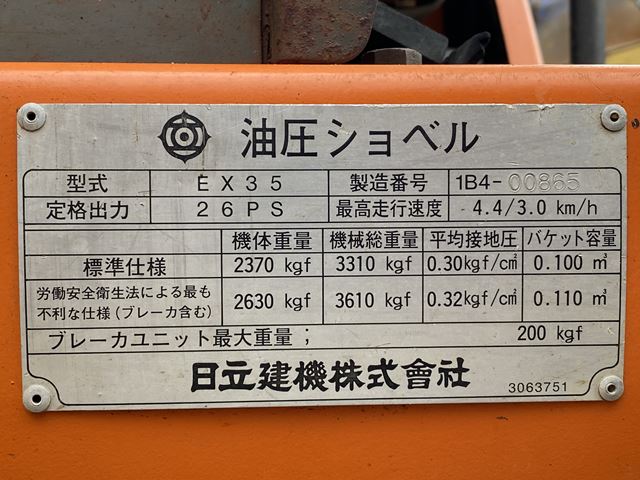 油圧ショベル
型式 EX35 製造番号 1B4-00865
定格出力 26PS 最高走行速度 4.4/3.0 km/h
機体重量 機械総重量 平均接地圧 バケット容量
標準仕様 2370 kgf 3310 kgf 0.30kgf/c㎡ 0.100 ㎥
労働安全衛生法による最も
不利な仕様(ブレーカ含む) 2630 kgf 3610 kgf 0.32kgf/c㎡ 0.110 ㎥
ブレーカユニット最大重量; 200 kgf
日立建機株式會社
3063751